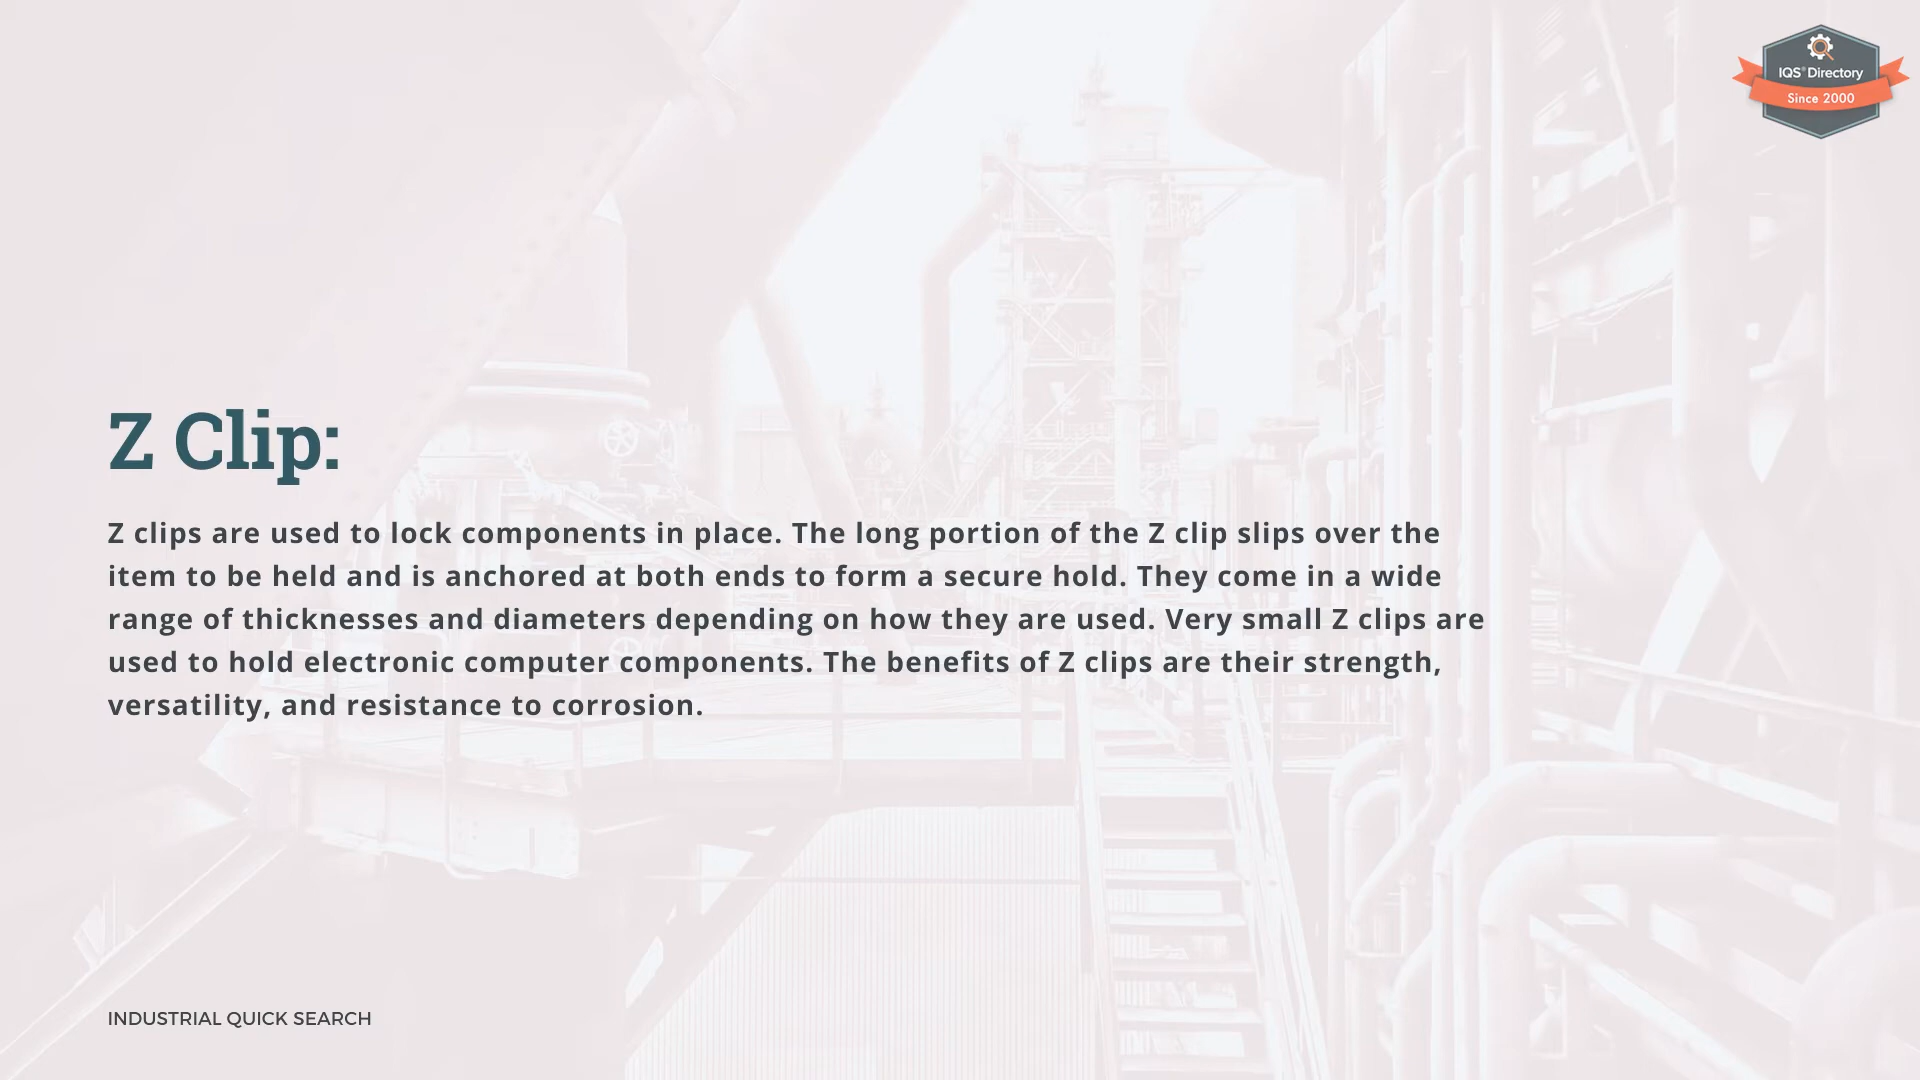 IQS® Directory
Since 2000
Z Clip:
Z clips are used to lock components in place. The long portion of the Z clip slips over the
item to be held and is anchored at both ends to form a secure hold. They come in a wide
range of thicknesses and diameters depending on how they are used. Very small Z clips are
used to hold electronic computer components. The benefits of Z clips are their strength,
versatility, and resistance to corrosion.
INDUSTRIAL QUICK SEARCH